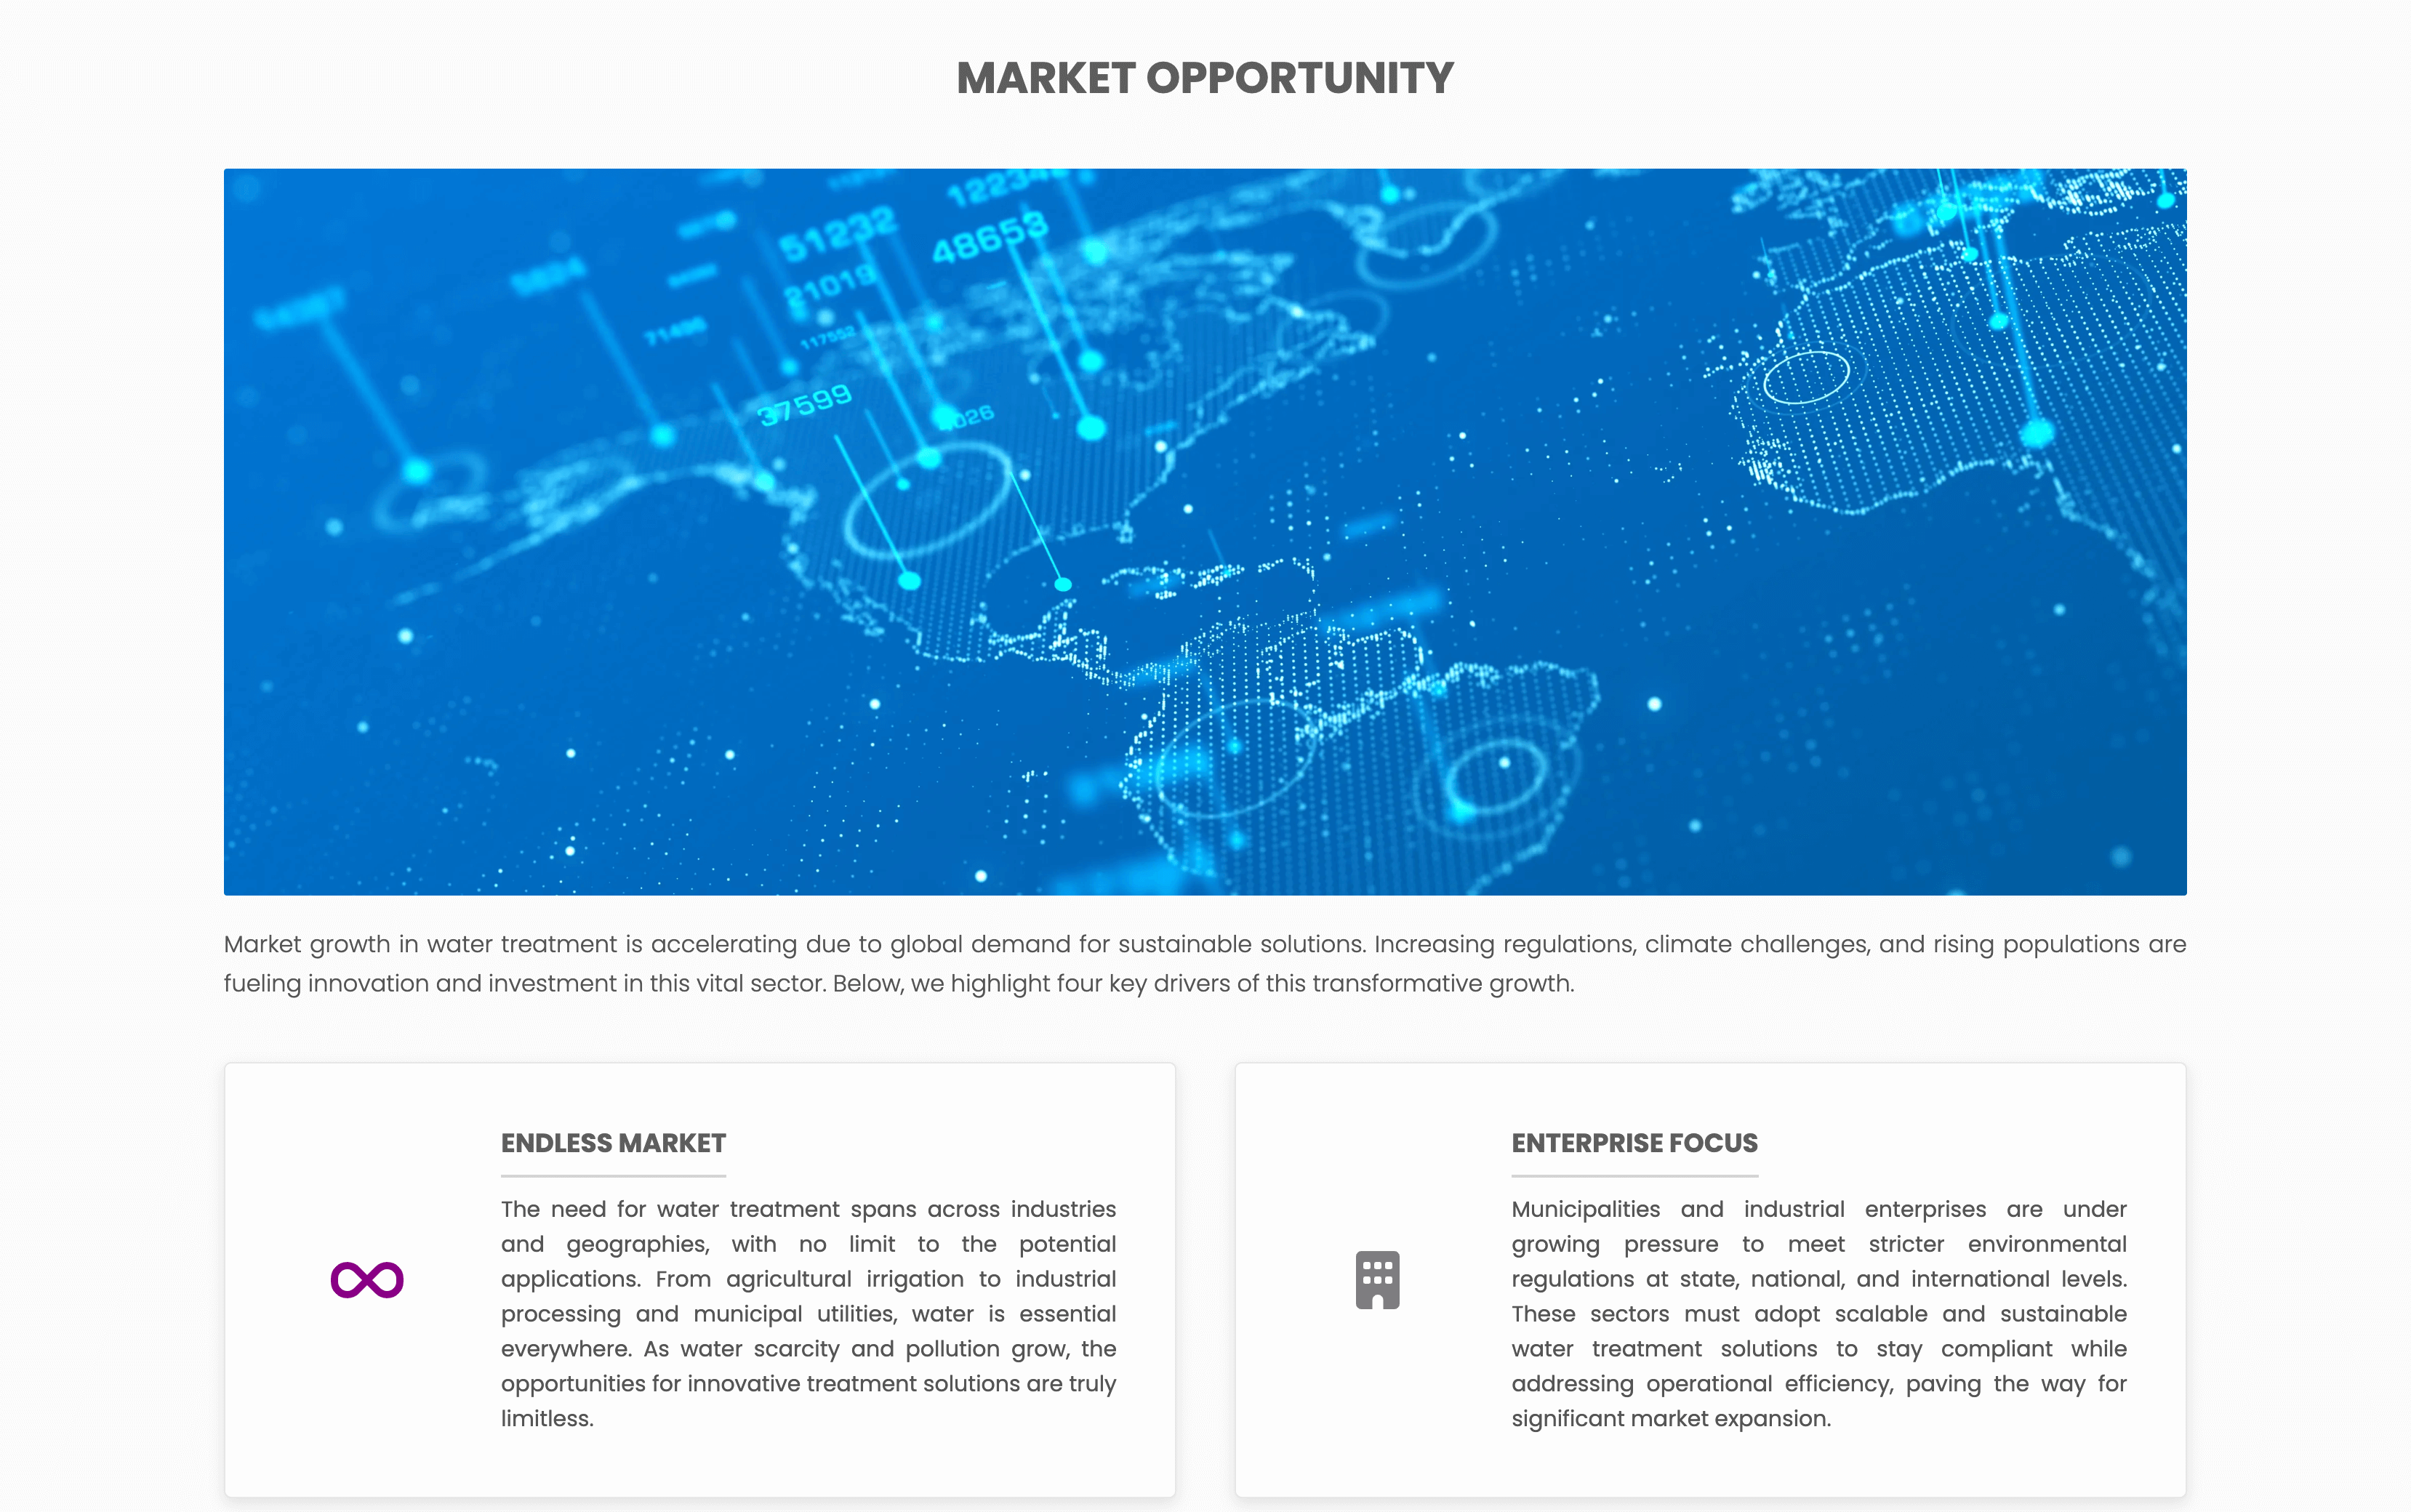 MARKET OPPORTUNITY
51232
48653
21019
71496
117552
37599
Market growth in water treatment is accelerating due to global demand for sustainable solutions. Increasing regulations, climate challenges, and rising populations are
fueling innovation and investment in this vital sector. Below, we highlight four key drivers of this transformative growth.
ENDLESS MARKET
The need for water treatment spans across industries
and geographies, with no limit to the potential
applications. From agricultural irrigation to industrial
processing and municipal utilities, water is essential
everywhere. As water scarcity and pollution grow, the
opportunities for innovative treatment solutions are truly
limitless.
ENTERPRISE FOCUS
Municipalities and industrial enterprises are under
growing pressure to meet stricter environmental
regulations at state, national, and international levels.
These sectors must adopt scalable and sustainable
water treatment solutions to stay compliant while
addressing operational efficiency, paving the way for
significant market expansion.